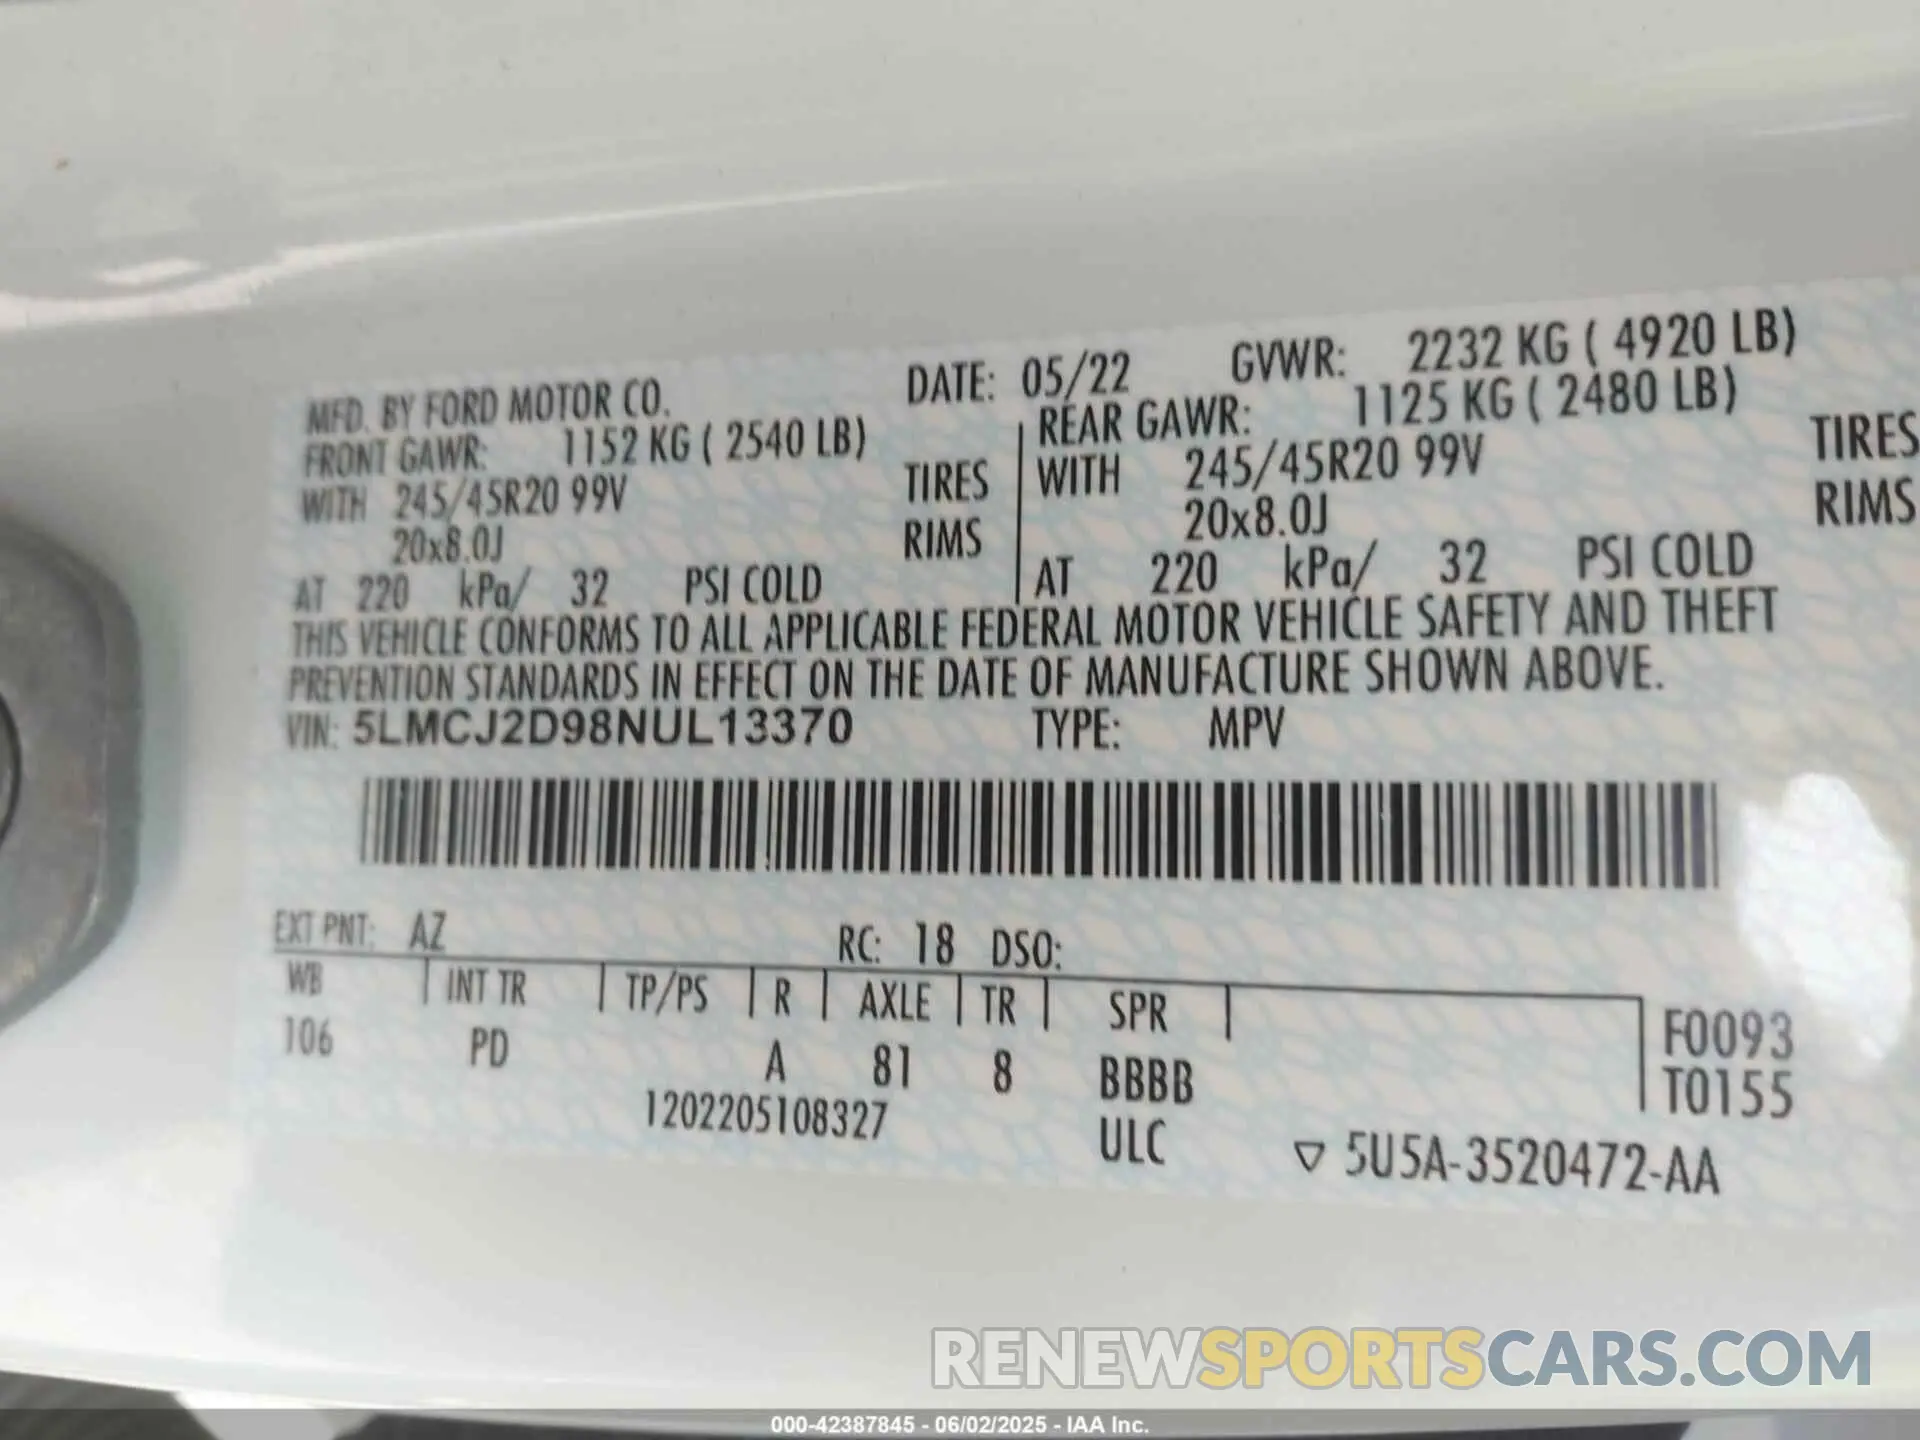 MFD. BY FORD MOTOR CO. DATE: 05/22 GVWR: 2232 KG ( 4920 LB)
FRONT GAWR: 1152 KG ( 2540 LB) REAR GAWR: 1125 KG ( 2480 LB)
WITH 245/45R20 99V TIRES WITH 245/45R20 99V TIRES
20x8.0J RIMS 20x8.0J RIMS
AT 220 kPa/ 32 PSI COLD AT 220 kPa/ 32 PSI COLD
THIS VEHICLE CONFORMS TO ALL APPLICABLE FEDERAL MOTOR VEHICLE SAFETY AND THEFT
PREVENTION STANDARDS IN EFFECT ON THE DATE OF MANUFACTURE SHOWN ABOVE.
VIN: 5LMCJ2D98NUL13370 TYPE: MPV
EXT PNT: AZ RC: 18 DSO:
WB INT TR TP/PS R AXLE TR SPR
106 PD A 81 8 BBBB
F0093
T0155
1202205108327 ULC ▽ 5U5A-3520472-AA
RENEWSPORTSCARS.COM
000-42387845 - 06/02/2025 - IAA Inc.